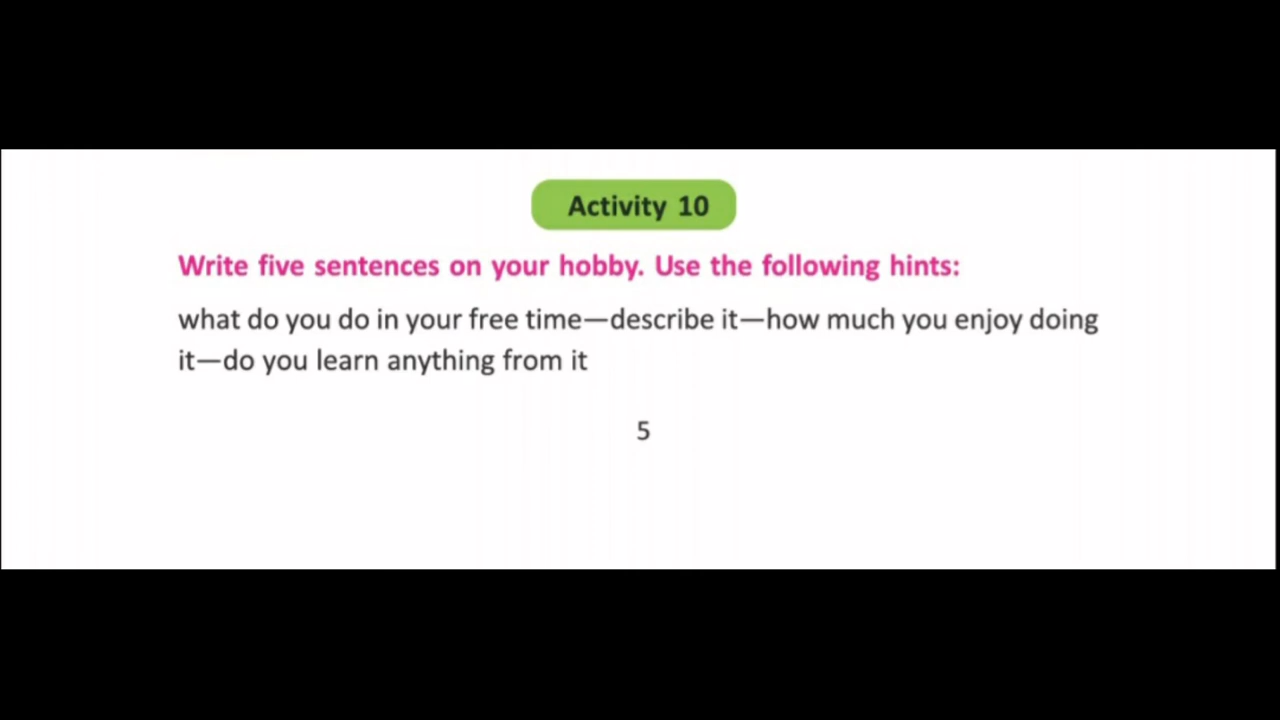 Activity 10
Write five sentences on your hobby. Use the following hints:
what do you do in your free time—describe it—how much you enjoy doing
it—do you learn anything from it
5